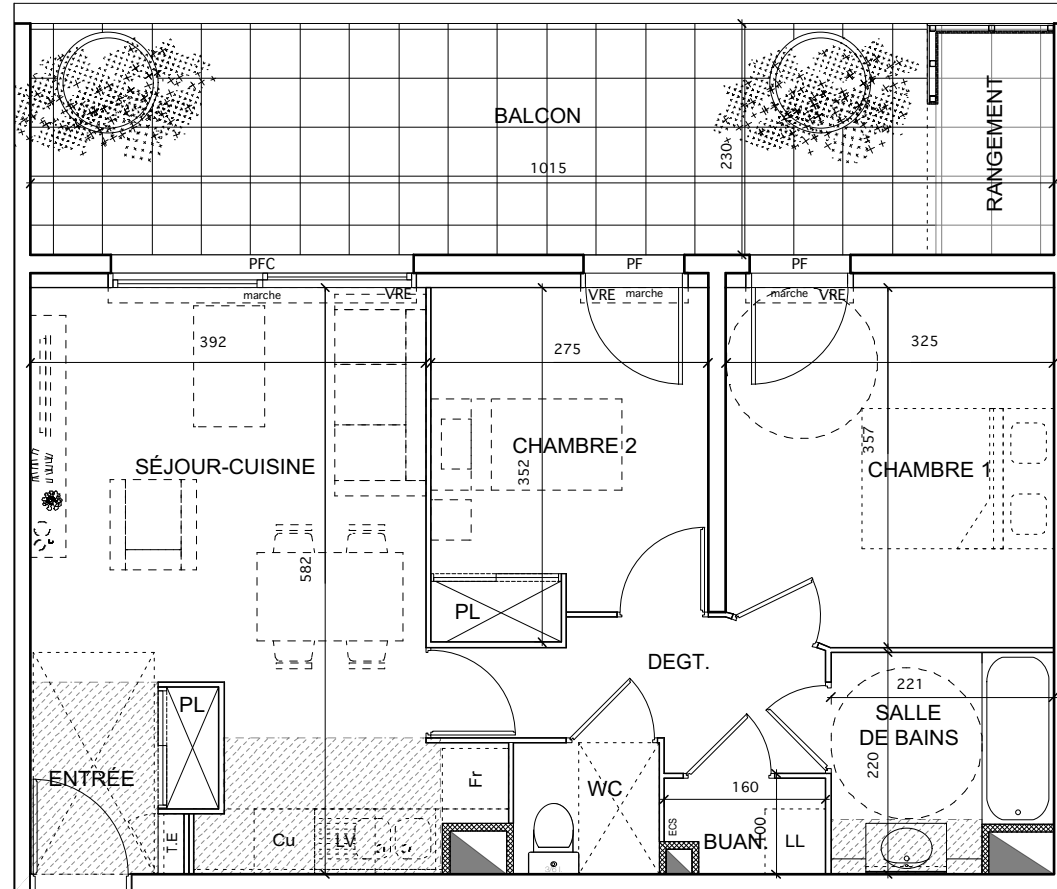 BALCON
1015
230
RANGEMENT
PFC
PF
PF
marche
VRE
VRE
marche
marche
VRE
392
275
325
SÉJOUR-CUISINE
CHAMBRE 2
352
357
CHAMBRE 1
582
PL
DEGT.
PL
221
SALLE
DE BAINS
220
ENTRÉE
Fr
WC
160
T.E
Cu
LV
ECS
BUAN.
100
LL